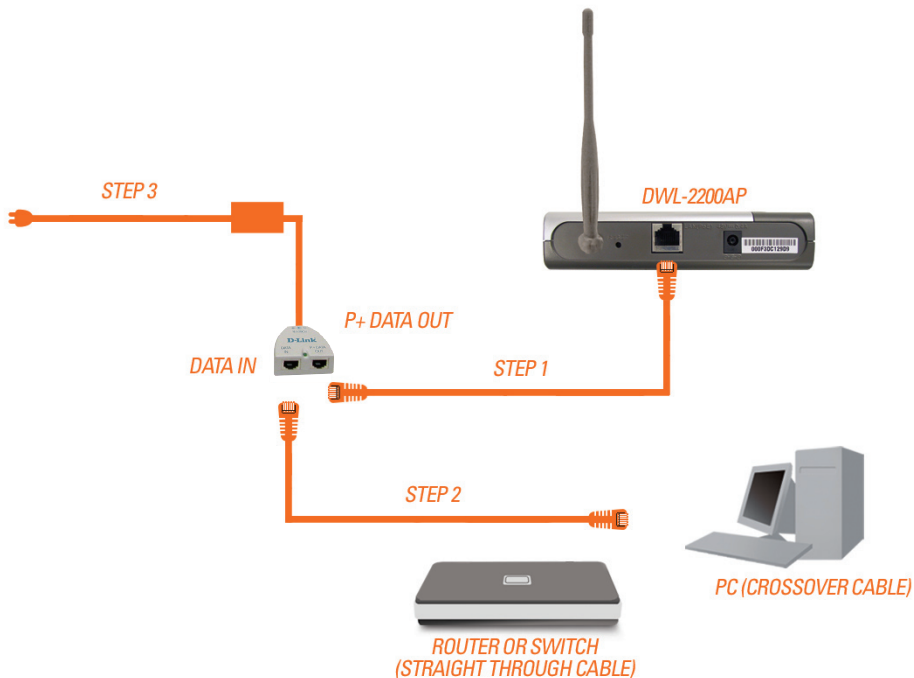 STEP 3
DWL-2200AP
000F3DC12909
P+ DATA OUT
D-Link
DATA IN
STEP 1
STEP 2
PC (CROSSOVER CABLE)
ROUTER OR SWITCH
(STRAIGHT THROUGH CABLE)